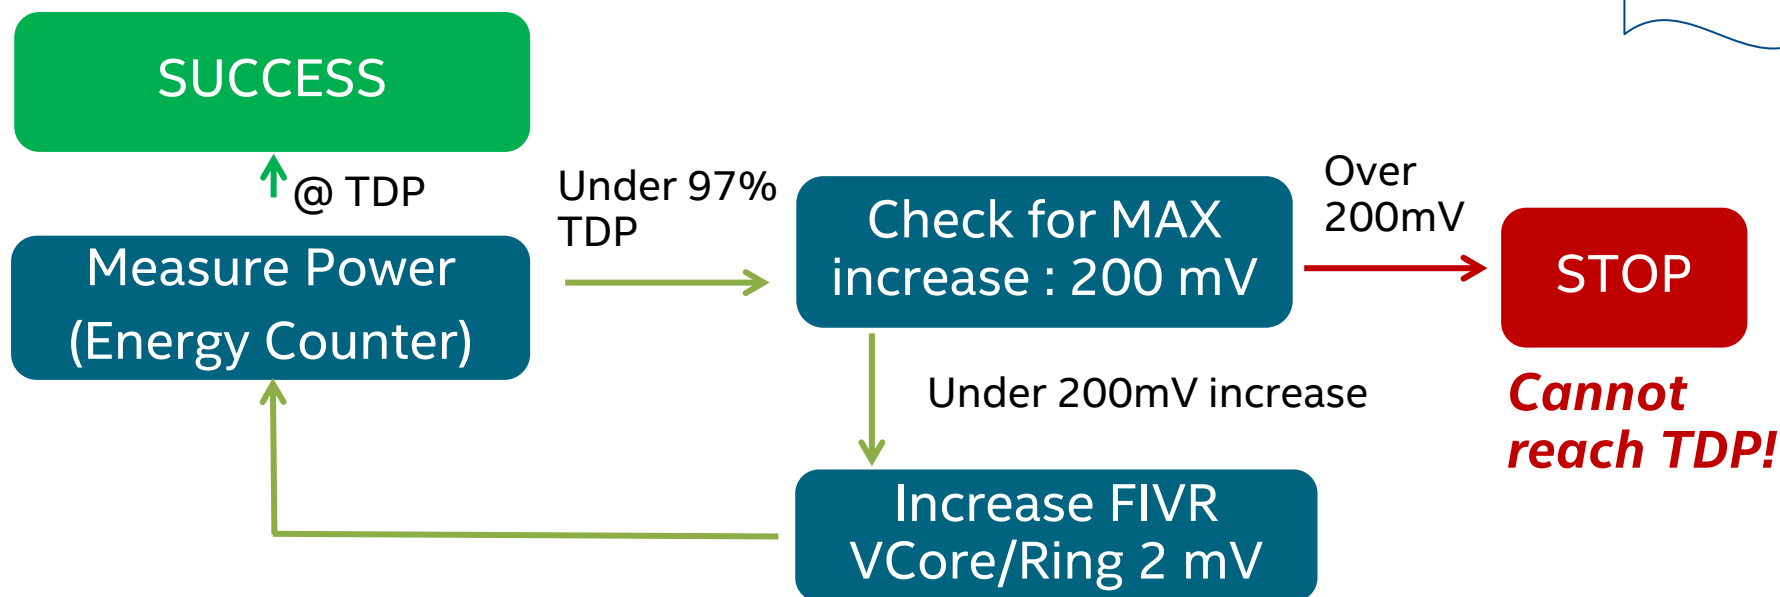 SUCCESS
@ TDP
Measure Power
(Energy Counter)
Under 97%
TDP
Check for MAX
increase : 200 mV
Over
200mV
STOP
Cannot
reach TDP!
Under 200mV increase
Increase FIVR
VCore/Ring 2 mV